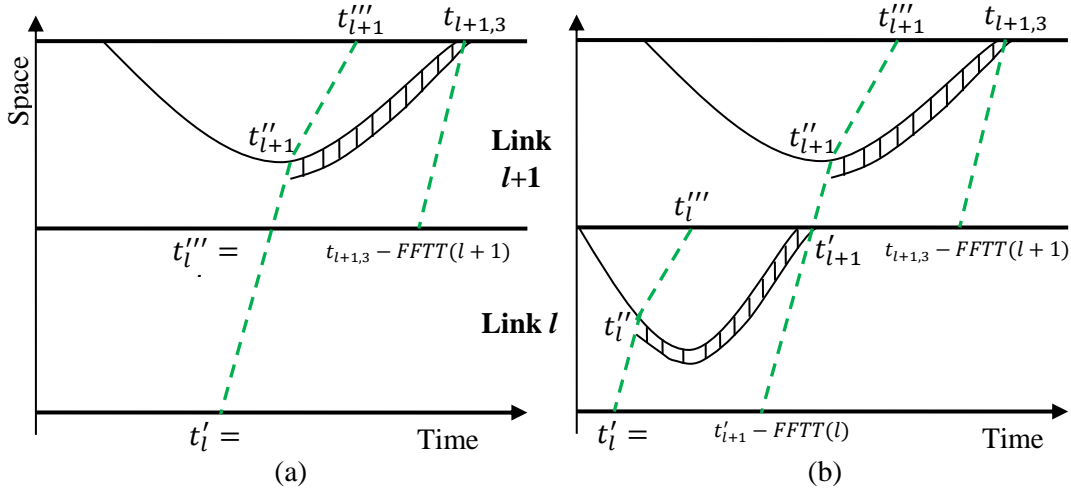 Space
t'''_{l+1}
t_{l+1,3}
t''_{l+1}
Link
l+1
t'''_l =
t_{l+1,3} − FFTT(l + 1)
Link l
t'_l =
Time
(a)
t'''_{l+1}
t_{l+1,3}
t''_{l+1}
t'''_l
t'_{l+1}
t_{l+1,3} − FFTT(l + 1)
t''_l
t'_l =
t'_{l+1} − FFTT(l)
Time
(b)